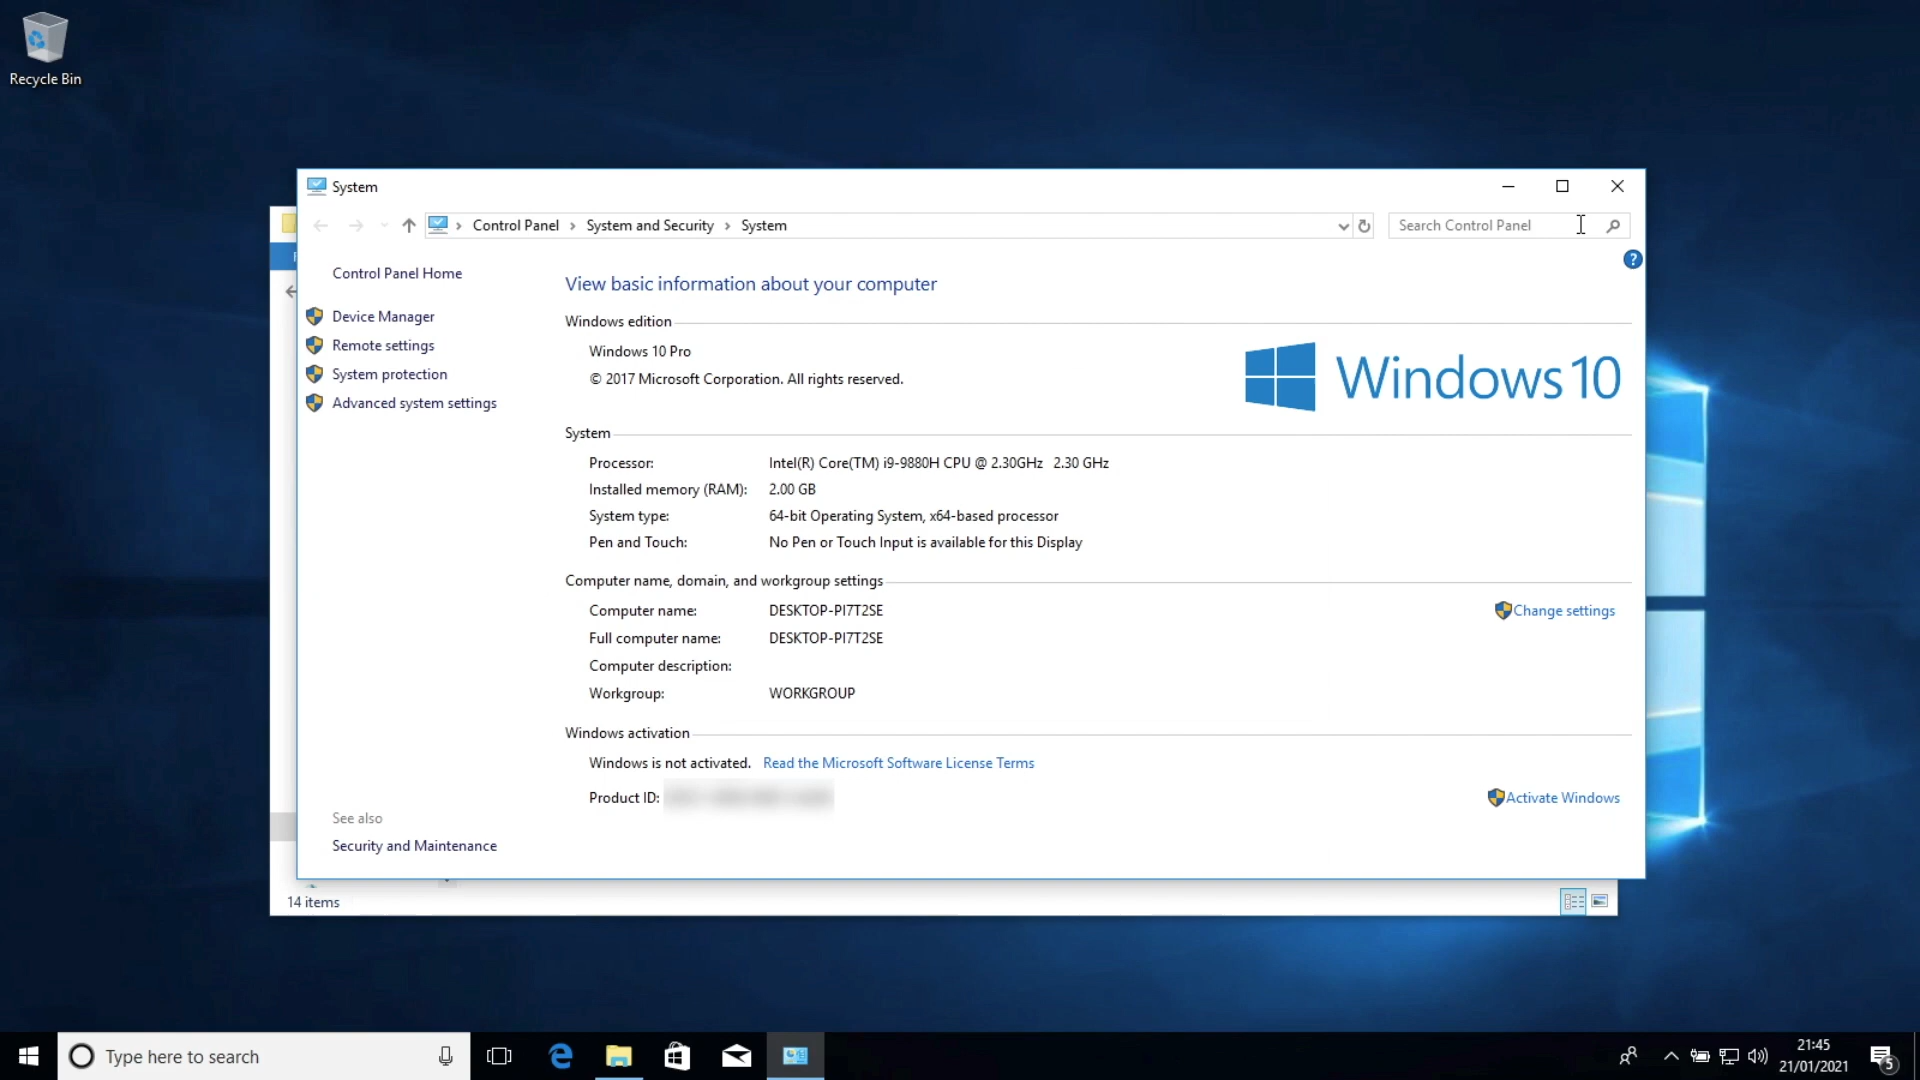 Recycle Bin
System
Control Panel > System and Security > System
Search Control Panel
?
Control Panel Home
Device Manager
Remote settings
System protection
Advanced system settings
View basic information about your computer
Windows edition
Windows 10 Pro
© 2017 Microsoft Corporation. All rights reserved.
Windows 10
System
Processor: Intel(R) Core(TM) i9-9880H CPU @ 2.30GHz 2.30 GHz
Installed memory (RAM): 2.00 GB
System type: 64-bit Operating System, x64-based processor
Pen and Touch: No Pen or Touch Input is available for this Display
Computer name, domain, and workgroup settings
Computer name: DESKTOP-PI7T2SE
Change settings
Full computer name: DESKTOP-PI7T2SE
Computer description:
Workgroup: WORKGROUP
Windows activation
Windows is not activated. Read the Microsoft Software License Terms
Product ID:
Activate Windows
See also
Security and Maintenance
14 items
Type here to search
21:45
21/01/2021
5